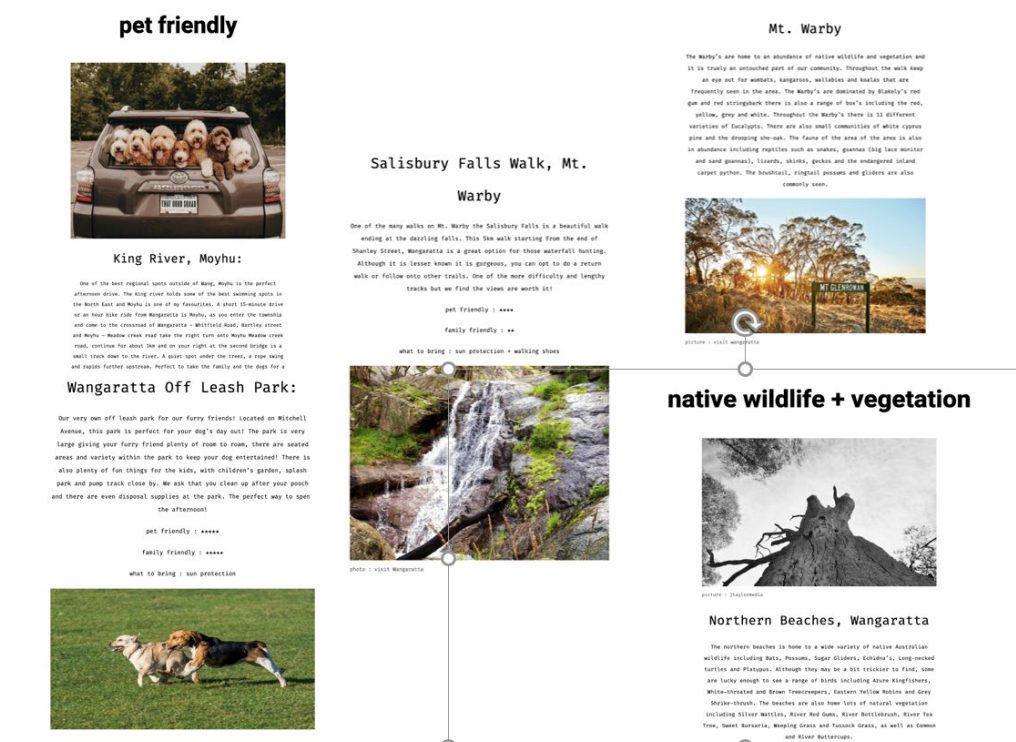 pet friendly
THAT DOOD SQUAD
King River, Moyhu:
One of the best regional spots outside of Wang, Moyhu is the perfect
afternoon drive. The King river holds some of the best swimming spots in
the North East and Moyhu is one of my favourites. A short 15-minute drive
or an hour bike ride from Wangaratta is Moyhu, as you enter the township
and come to the crossroad of Wangaratta – Whitfield Road, Bartley street
and Moyhu – Meadow creek road take the right turn onto Moyhu Meadow Creek
road, continue for about 1km and on your right at the second bridge is a
small track down to the river. A quiet spot under the trees, a rope swing
and rapids further upstream. Perfect to take the family and the dogs for a
Wangaratta Off Leash Park:
Our very own off leash park for our furry friends! Located on Mitchell
Avenue, this park is perfect for your dog's day out! The park is very
large giving your furry friend plenty of room to roam, there are seated
areas and variety within the park to keep your dog entertained! There is
also plenty of fun things for the kids, with children's garden, splash
park and pump track close by. We ask that you clean up after your pooch
and there are even disposal supplies at the park. The perfect way to spen
the afternoon!
pet friendly : *****
family friendly : *****
what to bring : sun protection
Salisbury Falls Walk, Mt.
Warby
One of the many walks on Mt. Warby the Salisbury Falls is a beautiful walk
ending at the dazzling falls. This 5km walk starting from the end of
Shanley Street, Wangaratta is a great option for those waterfall hunting.
Although it is lesser known it is gorgeous, you can opt to do a return
walk or follow onto other trails. One of the more difficulty and lengthy
tracks but we find the views are worth it!
pet friendly : ****
family friendly : **
what to bring : sun protection + walking shoes
photo : visit Wangaratta
Mt. Warby
The Warby's are home to an abundance of native wildlife and vegetation and
it is truely an untouched part of our community. Throughout the walk keep
an eye out for wombats, kangaroos, wallabies and koalas that are
frequently seen in the area. The Warby's are dominated by Blakely's red
gum and red stringybark there is also a range of box's including the red,
yellow, grey and white. Throughout the Warby's there is 11 different
varieties of Eucalypts. There are also small communities of white cyprus
pine and the drooping she-oak. The fauna of the area of the area is also
in abundance including reptiles such as snakes, goannas (big lace monitor
and sand goannas), lizards, skinks, geckos and the endangered inland
carpet python. The brushtail, ringtail possums and gliders are also
commonly seen.
MT GLENROWAN
picture : visit wangaratta
native wildlife + vegetation
picture : jtaylormedia
Northern Beaches, Wangaratta
The northern beaches is home to a wide variety of native Australian
wildlife including Bats, Possums, Sugar Gliders, Echidna's, Long-necked
turtles and Platypus. Although they may be a bit trickier to find, some
are lucky enough to see a range of birds including Azure Kingfishers,
White-throated and Brown Treecreepers, Eastern Yellow Robins and Grey
Shrike-thrush. The beaches are also home lots of natural vegetation
including Silver Wattles, River Red Gums, River Bottlebrush, River Tea
Tree, Sweet Bursaria, Weeping Grass and Tussock Grass, as well as Common
and River Buttercups.